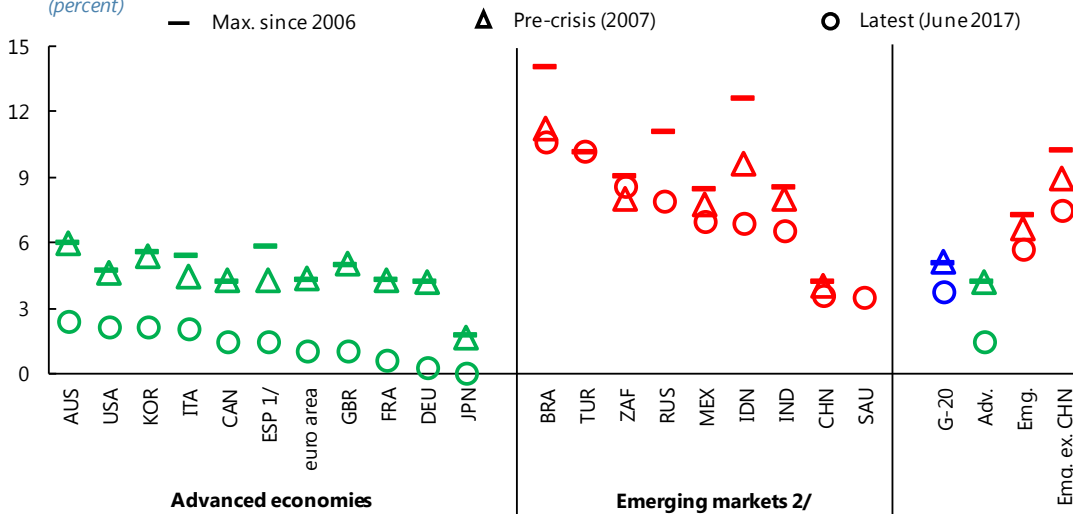 (percent)
Max. since 2006
Pre-crisis (2007)
Latest (June 2017)
15
12
9
6
3
0
AUS
USA
KOR
ITA
CAN
ESP 1/
euro area
GBR
FRA
DEU
JPN
BRA
TUR
ZAF
RUS
MEX
IDN
IND
CHN
SAU
G-20
Adv.
Emg.
Emg. ex. CHN
Advanced economies
Emerging markets 2/